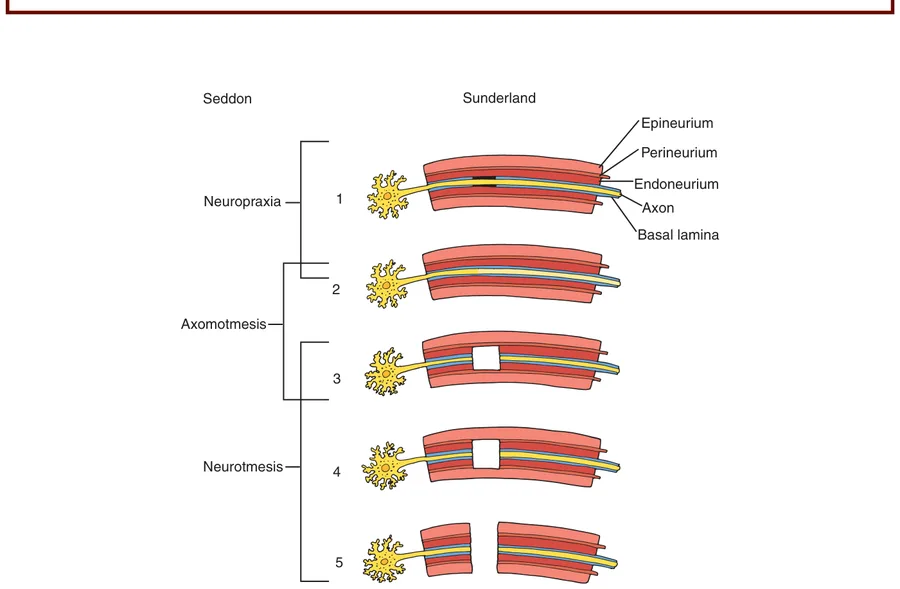 Seddon
Sunderland
Epineurium
Perineurium
Endoneurium
Axon
Basal lamina
Neuropraxia
1
2
Axomotmesis
3
Neurotmesis
4
5